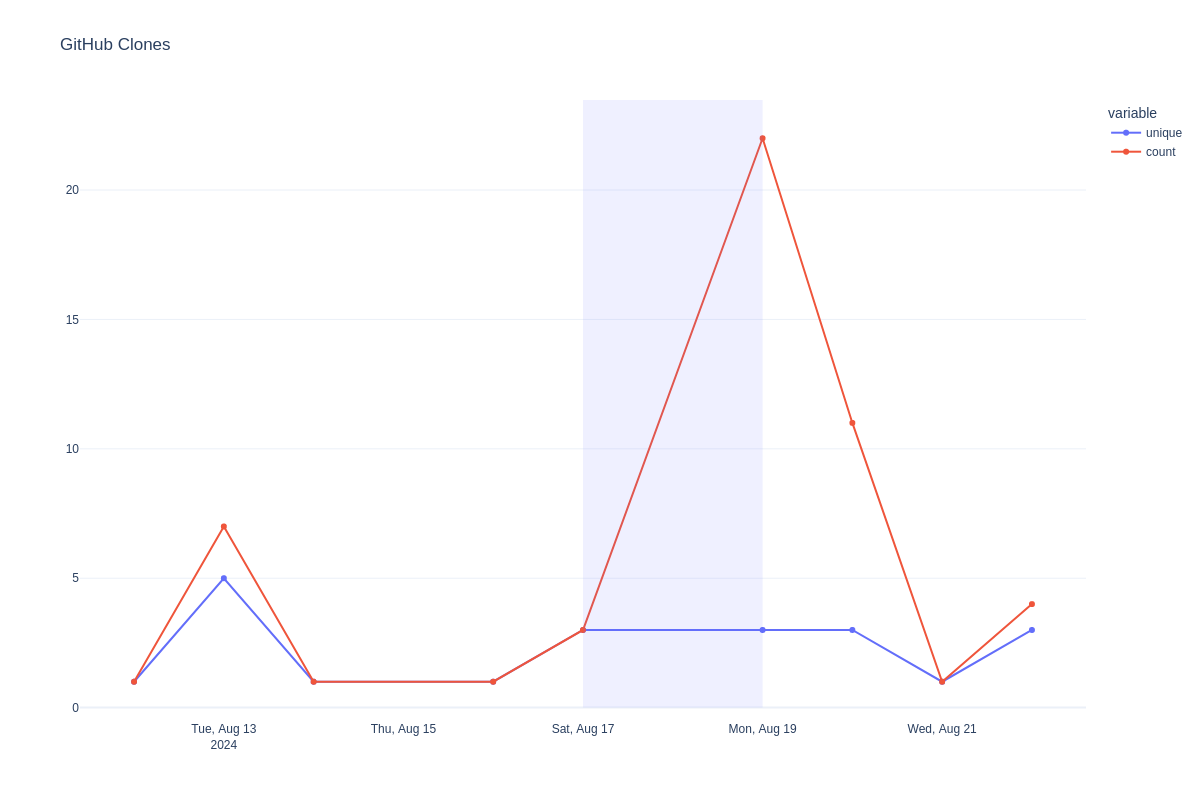 GitHub Clones
variable
unique
count
20
15
10
5
0
Tue, Aug 13
2024
Thu, Aug 15
Sat, Aug 17
Mon, Aug 19
Wed, Aug 21